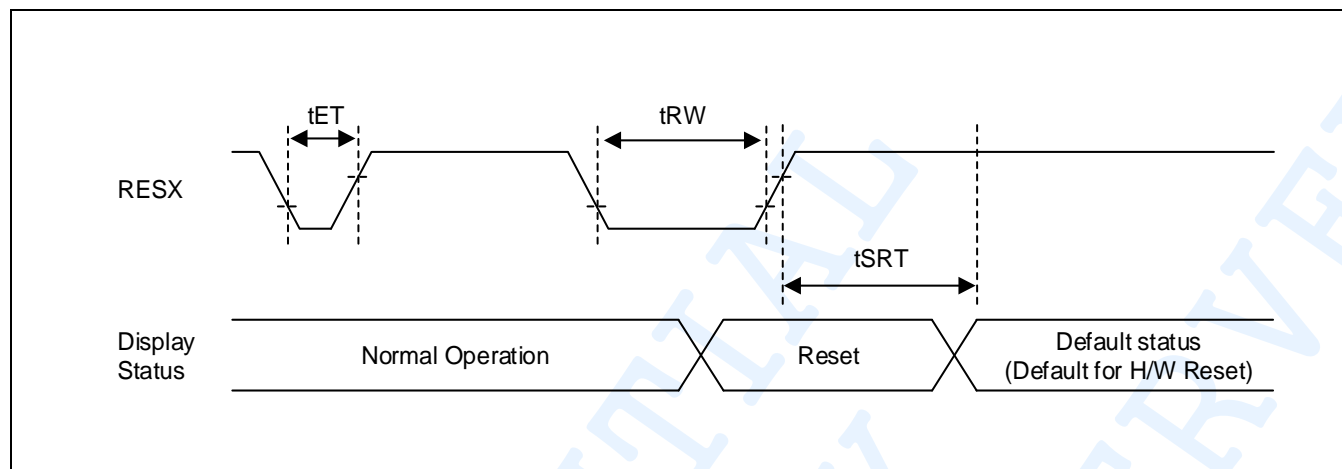 tET
tRW
RESX
tSRT
Display
Status
Normal Operation
Reset
Default status
(Default for H/W Reset)